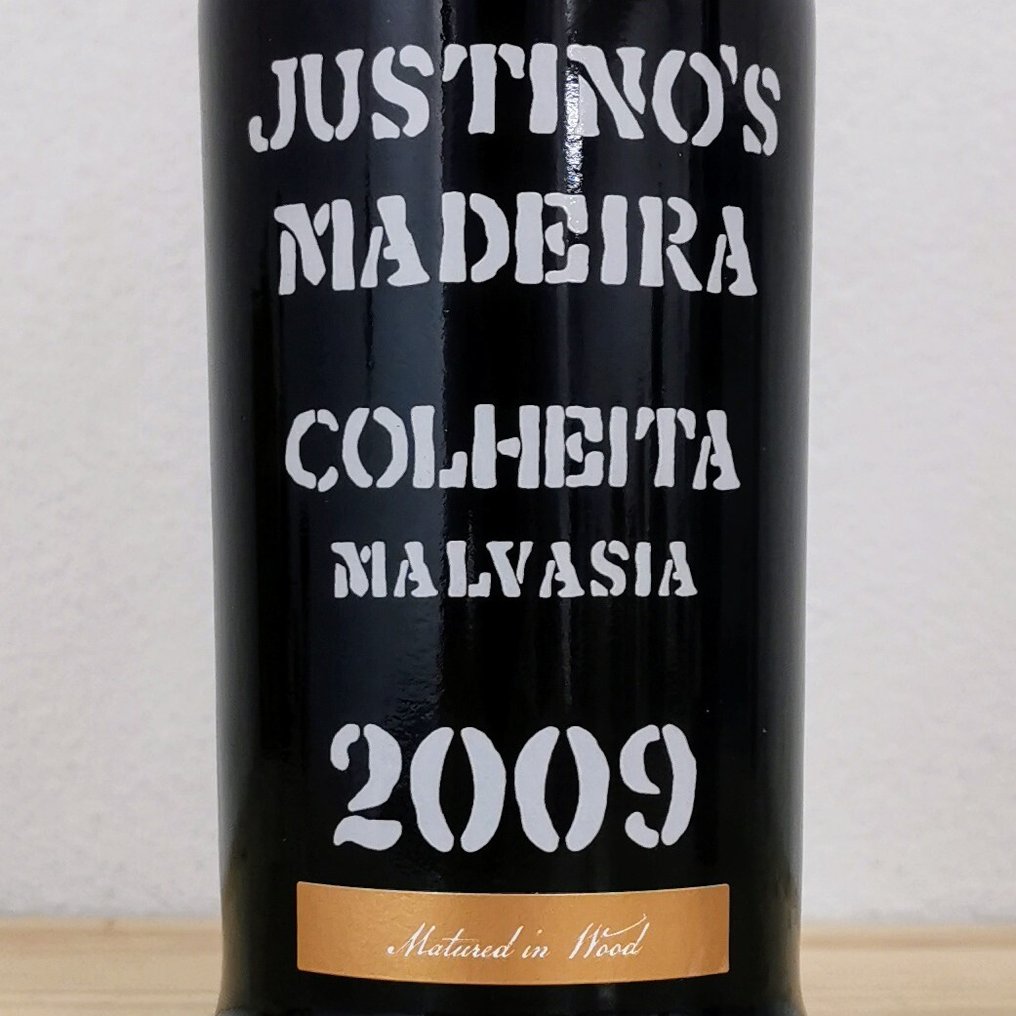 JUSTINO'S
MADEIRA
COLHEITA
MALVASIA
2009
Matured in Wood